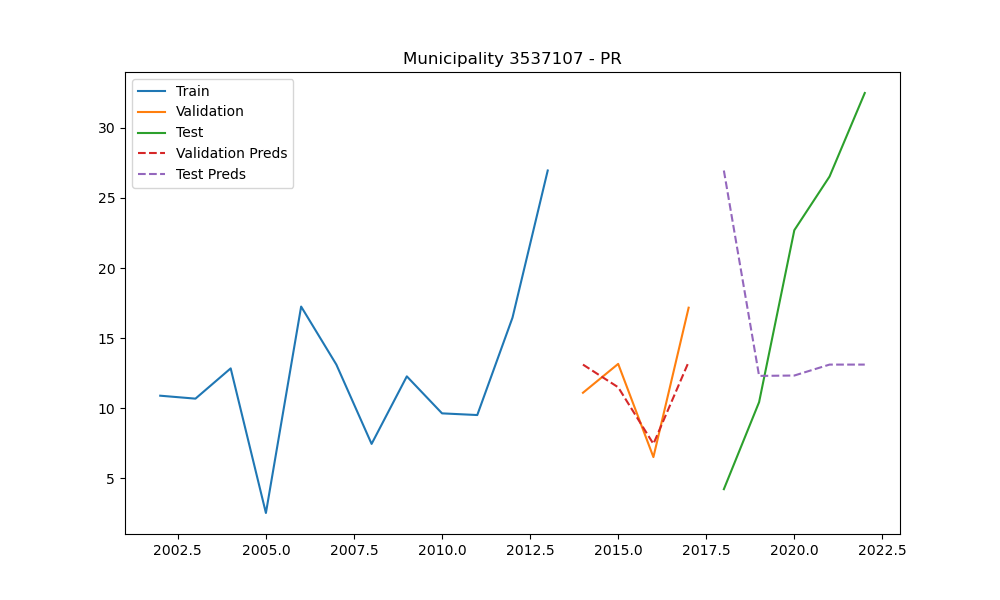 Municipality 3537107 - PR
Train
Validation
Test
Validation Preds
Test Preds
30
25
20
15
10
5
2002.5 2005.0 2007.5 2010.0 2012.5 2015.0 2017.5 2020.0 2022.5